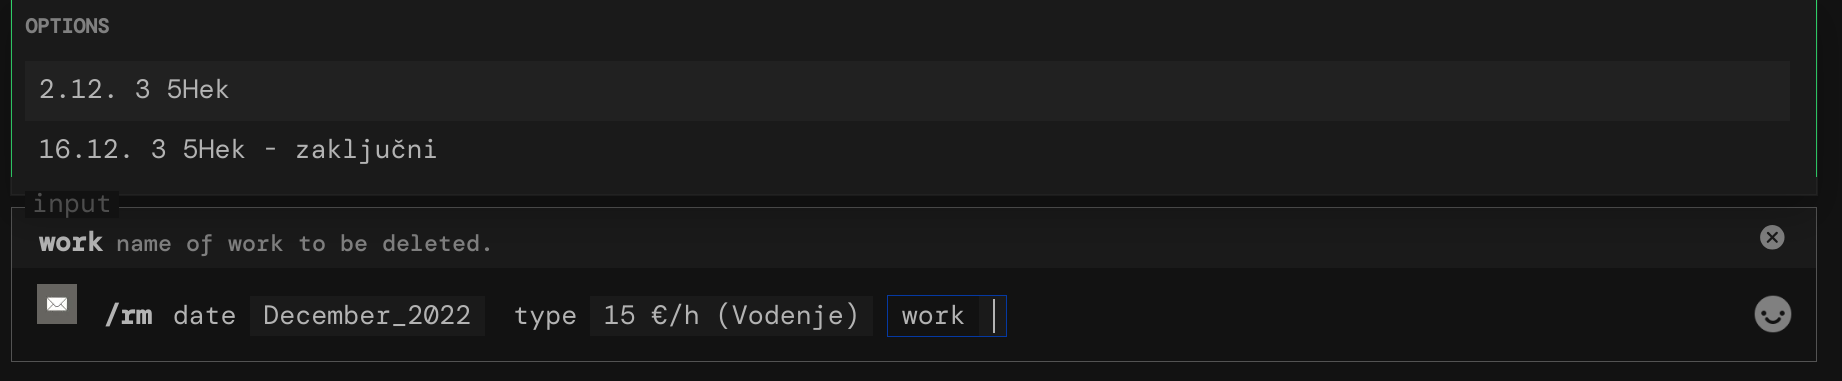 OPTIONS
2.12. 3 5Hek
16.12. 3 5Hek - zaključni
input
work name of work to be deleted.
/rm date December_2022 type 15 €/h (Vodenje) work